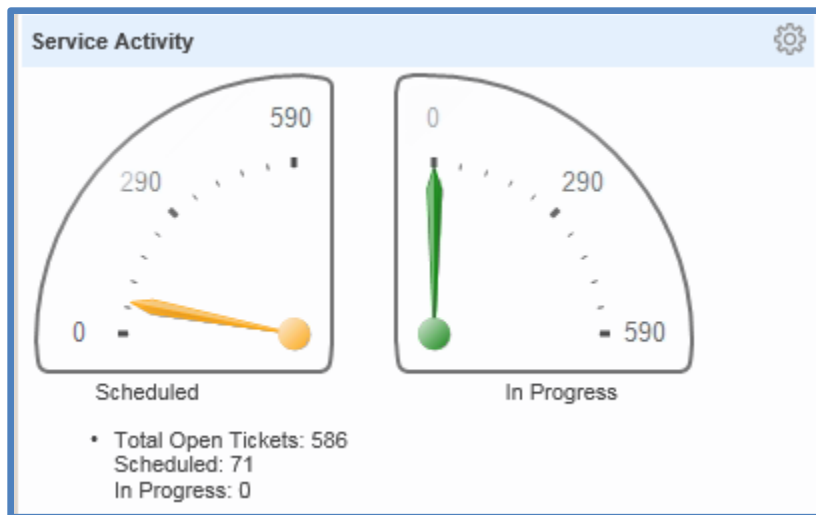 Service Activity
590
290
0
Scheduled
0
290
590
In Progress
• Total Open Tickets: 586
Scheduled: 71
In Progress: 0